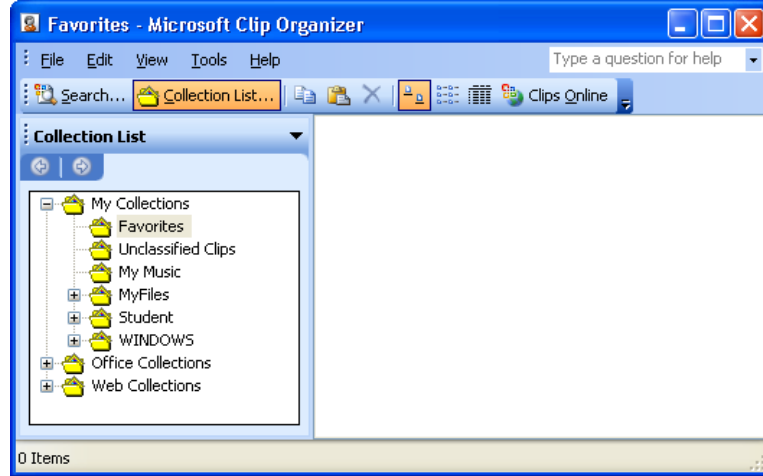 Favorites - Microsoft Clip Organizer
File Edit View Tools Help Type a question for help
Search... Collection List... Clips Online
Collection List
My Collections
Favorites
Unclassified Clips
My Music
MyFiles
Student
WINDOWS
Office Collections
Web Collections
0 Items